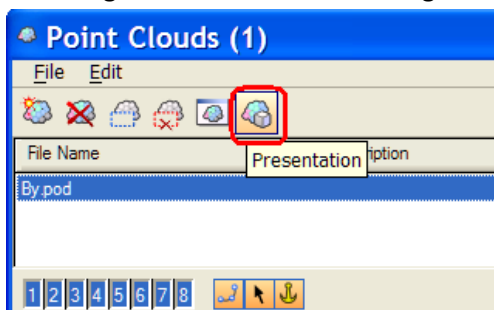 Point Clouds (1)
File Edit
File Name
Presentation
ription
By.pod
1 2 3 4 5 6 7 8